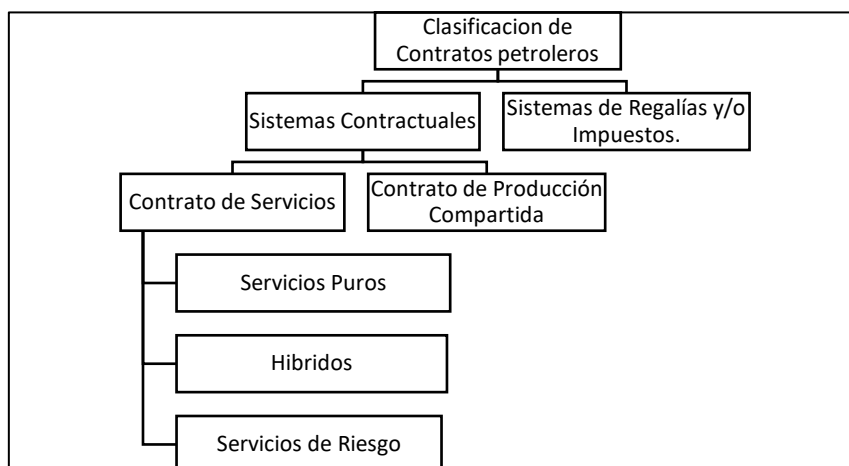 Clasificacion de
Contratos petroleros
Sistemas Contractuales
Sistemas de Regalías y/o
Impuestos.
Contrato de Servicios
Contrato de Producción
Compartida
Servicios Puros
Hibridos
Servicios de Riesgo